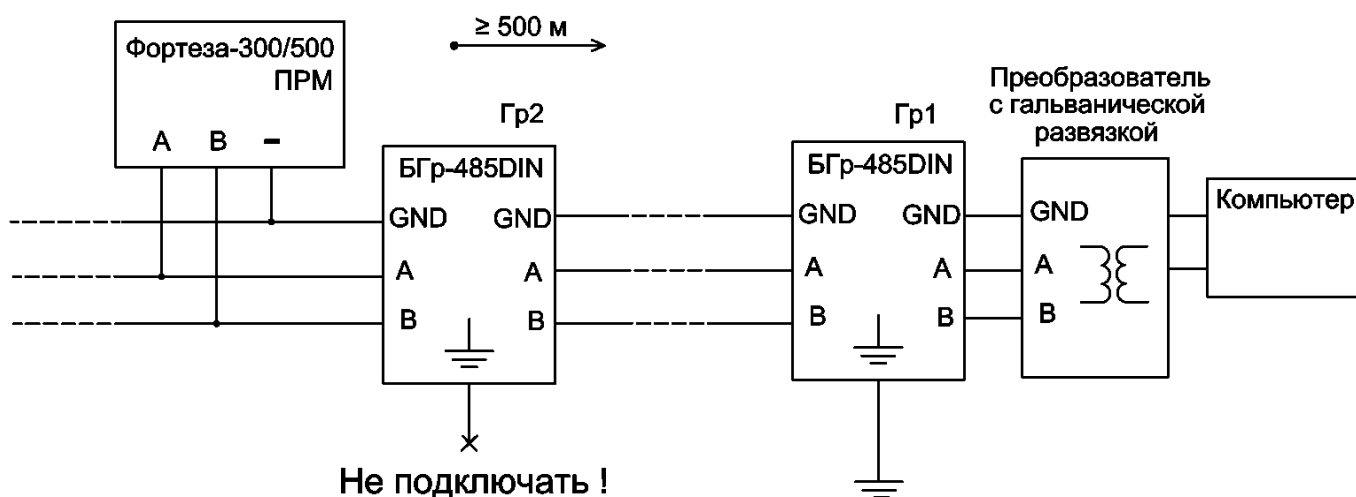 Фортеза-300/500
ПРМ
A B –
≥ 500 м
Гр2
БГр-485DIN
GND GND
A A
B B
Не подключать !
Гр1
БГр-485DIN
GND GND
A A
B B
Преобразователь
с гальванической
развязкой
GND
A
B
Компьютер